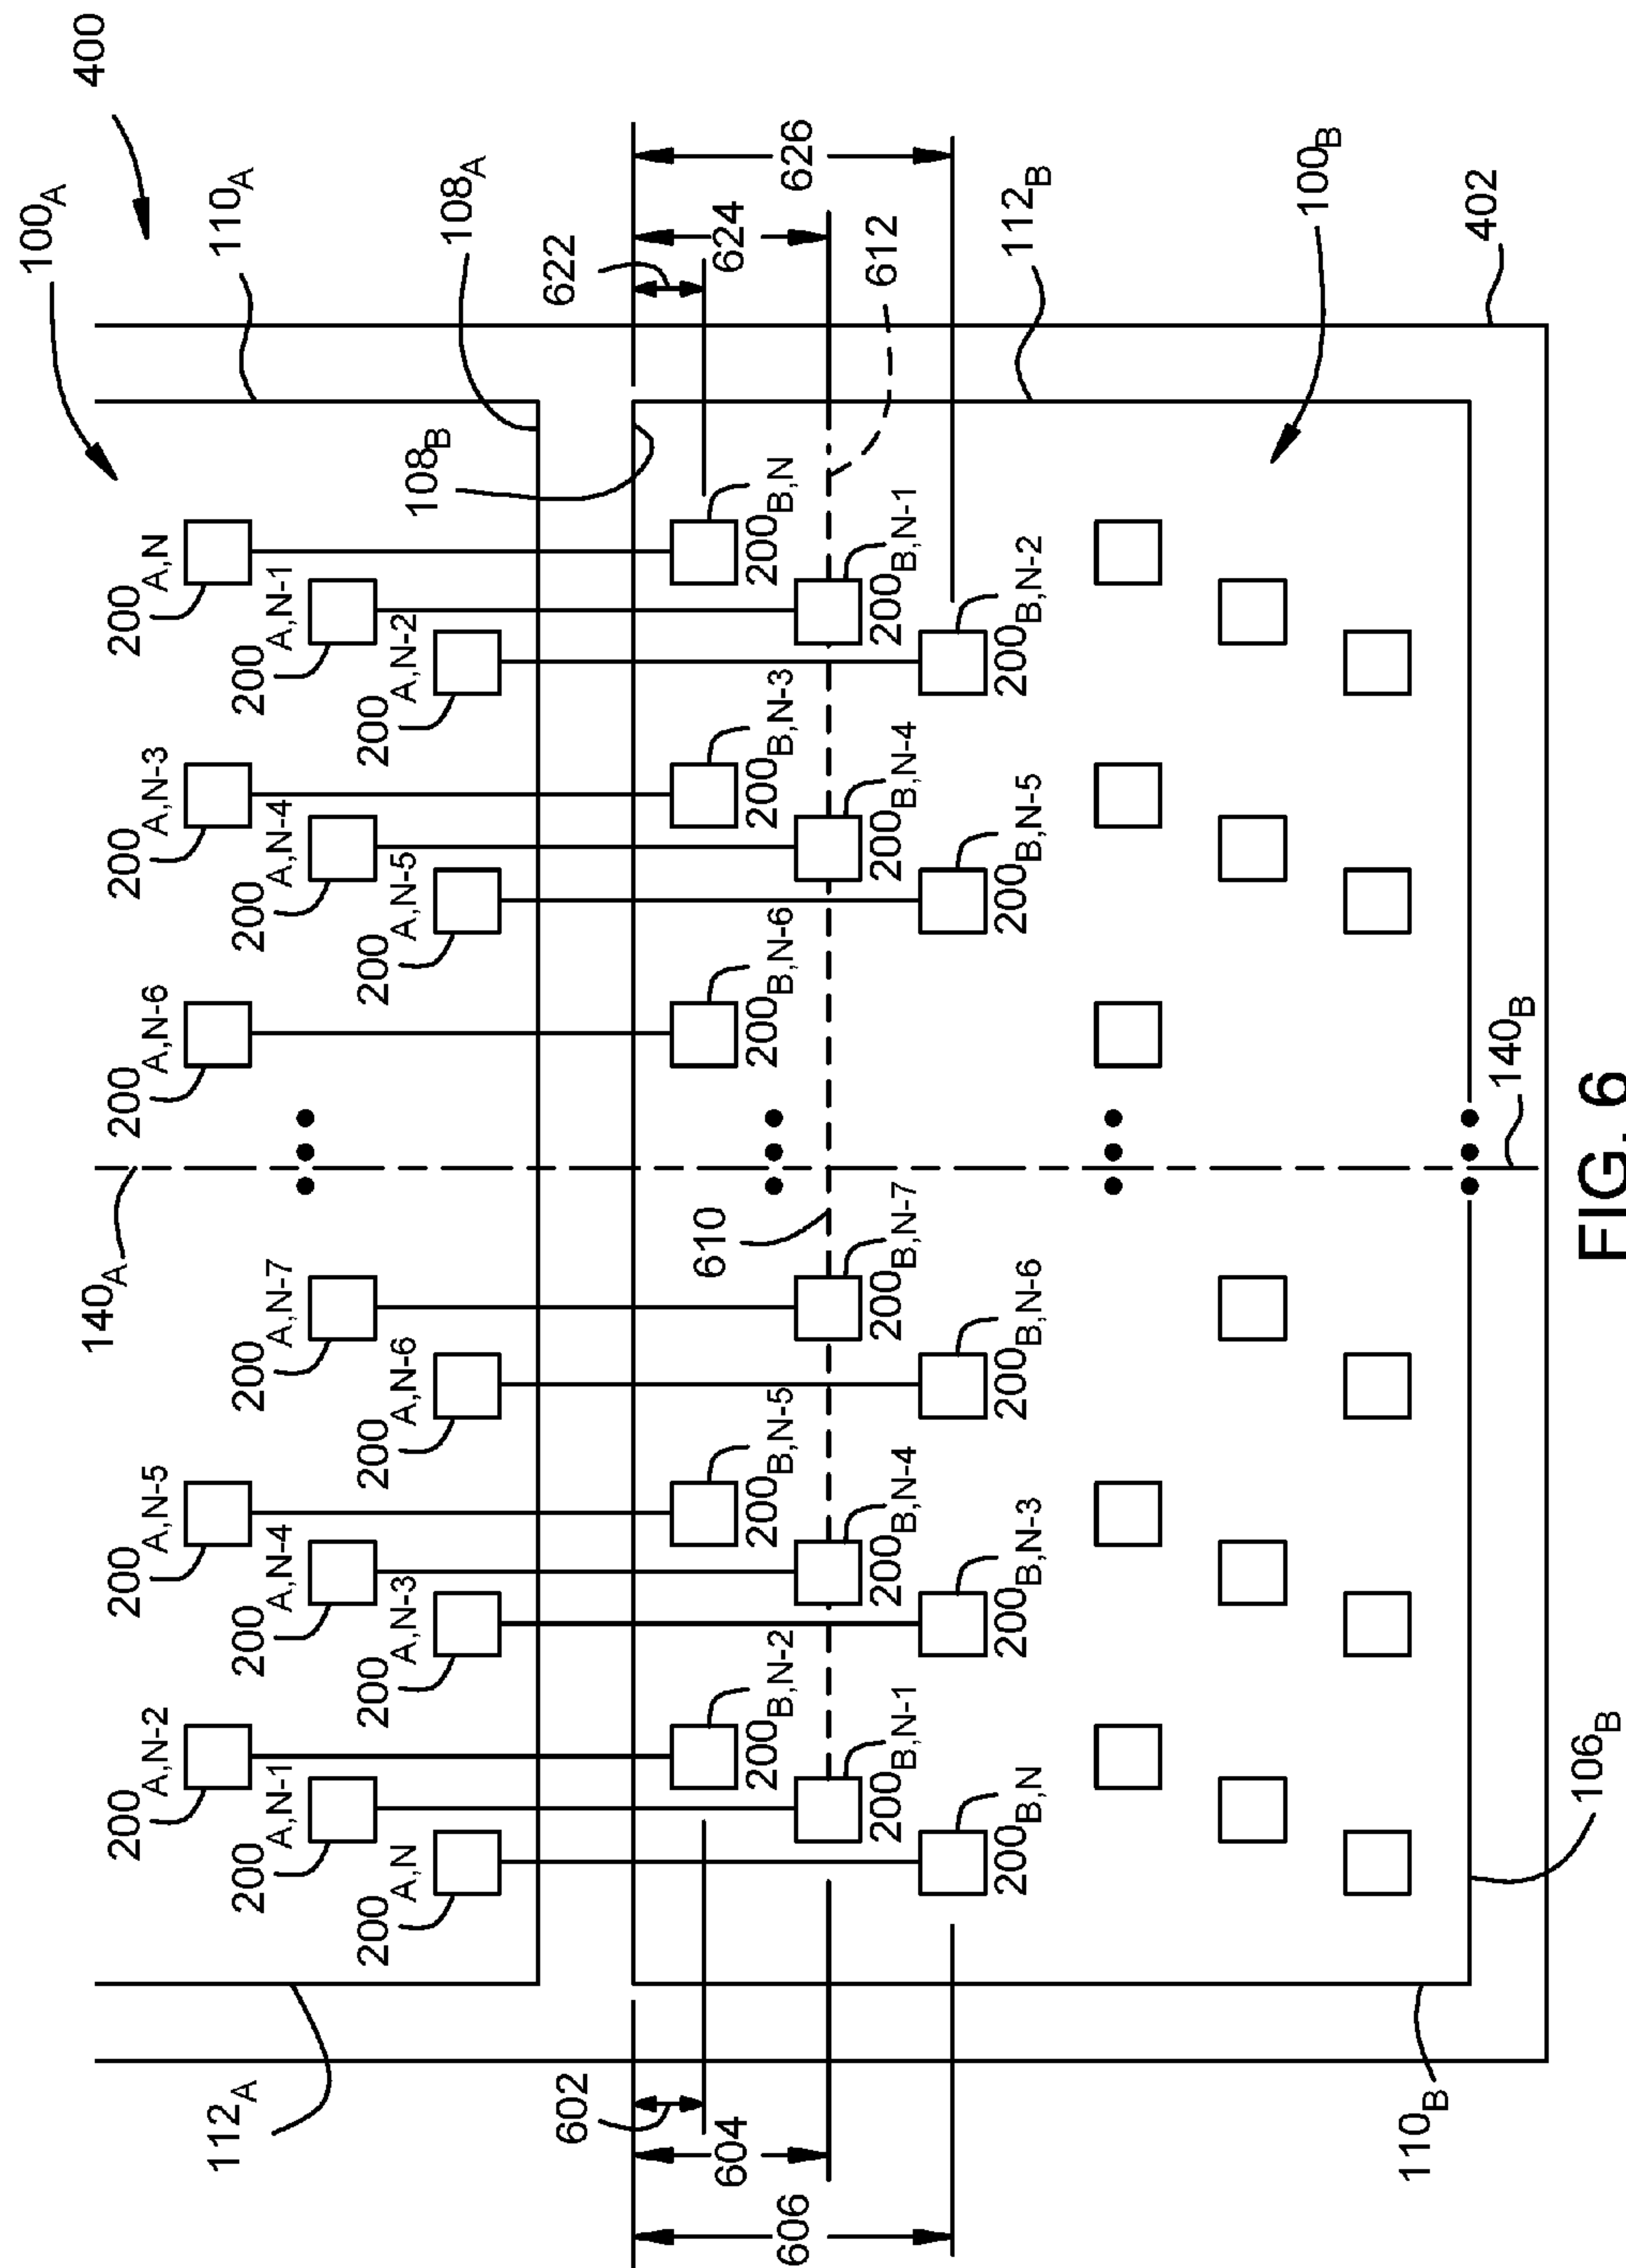 400
100A
140A
200A,N-2
200A,N-5
200A,N-6
200A,N-3
200A,N
112A
110A
200A,N-1
200A,N-4
200A,N-7
200A,N-4
200A,N-1
200A,N
200A,N-3
200A,N-6
200A,N-5
200A,N-2
108B
108A
602
622
610
604
624
200B,N-2
200B,N-5
200B,N-6
200B,N-3
200B,N
606
626
612
200B,N-1
200B,N-4
200B,N-7
200B,N-4
200B,N-1
200B,N
200B,N-3
200B,N-6
200B,N-5
200B,N-2
112B
100B
110B
402
140B
106B
FIG. 6